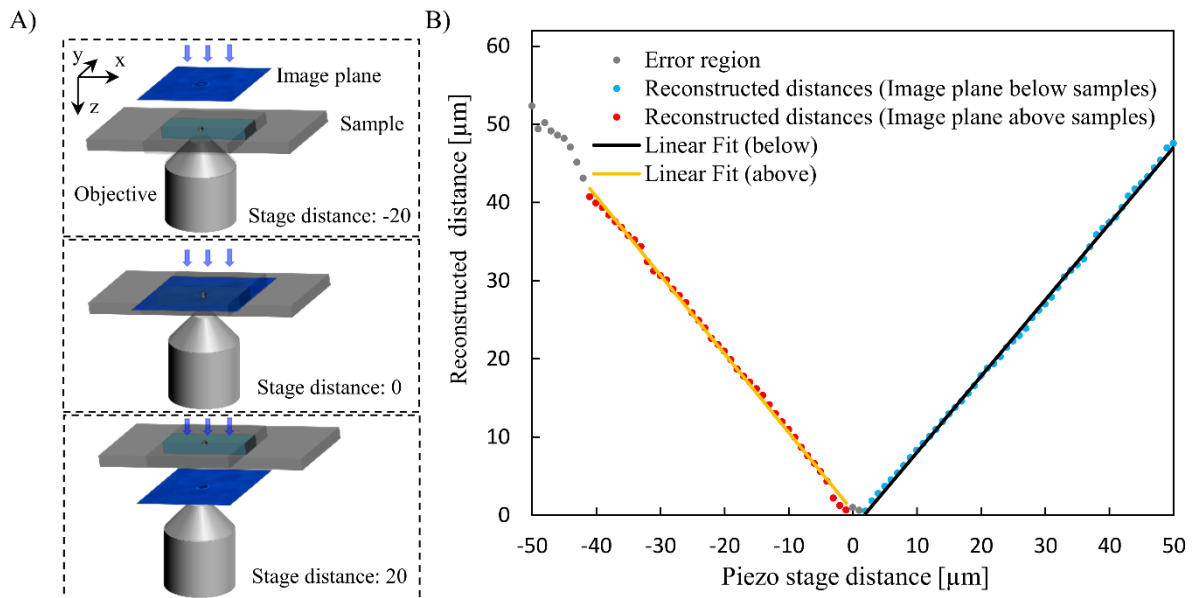 A)
y
x
z
Image plane
Sample
Objective
Stage distance: -20
Stage distance: 0
Stage distance: 20
B)
Reconstructed distance [µm]
60
50
40
30
20
10
0
Error region
Reconstructed distances (Image plane below samples)
Reconstructed distances (Image plane above samples)
Linear Fit (below)
Linear Fit (above)
-50 -40 -30 -20 -10 0 10 20 30 40 50
Piezo stage distance [µm]